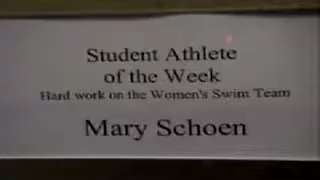 Student Athlete
of the Week
Hard work on the Women's Swim Team
Mary Schoen